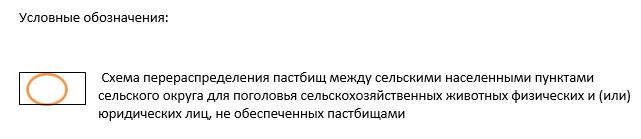 Условные обозначения:
Схема перераспределения пастбищ между сельскими населенными пунктами
сельского округа для поголовья сельскохозяйственных животных физических и (или)
юридических лиц, не обеспеченных пастбищами